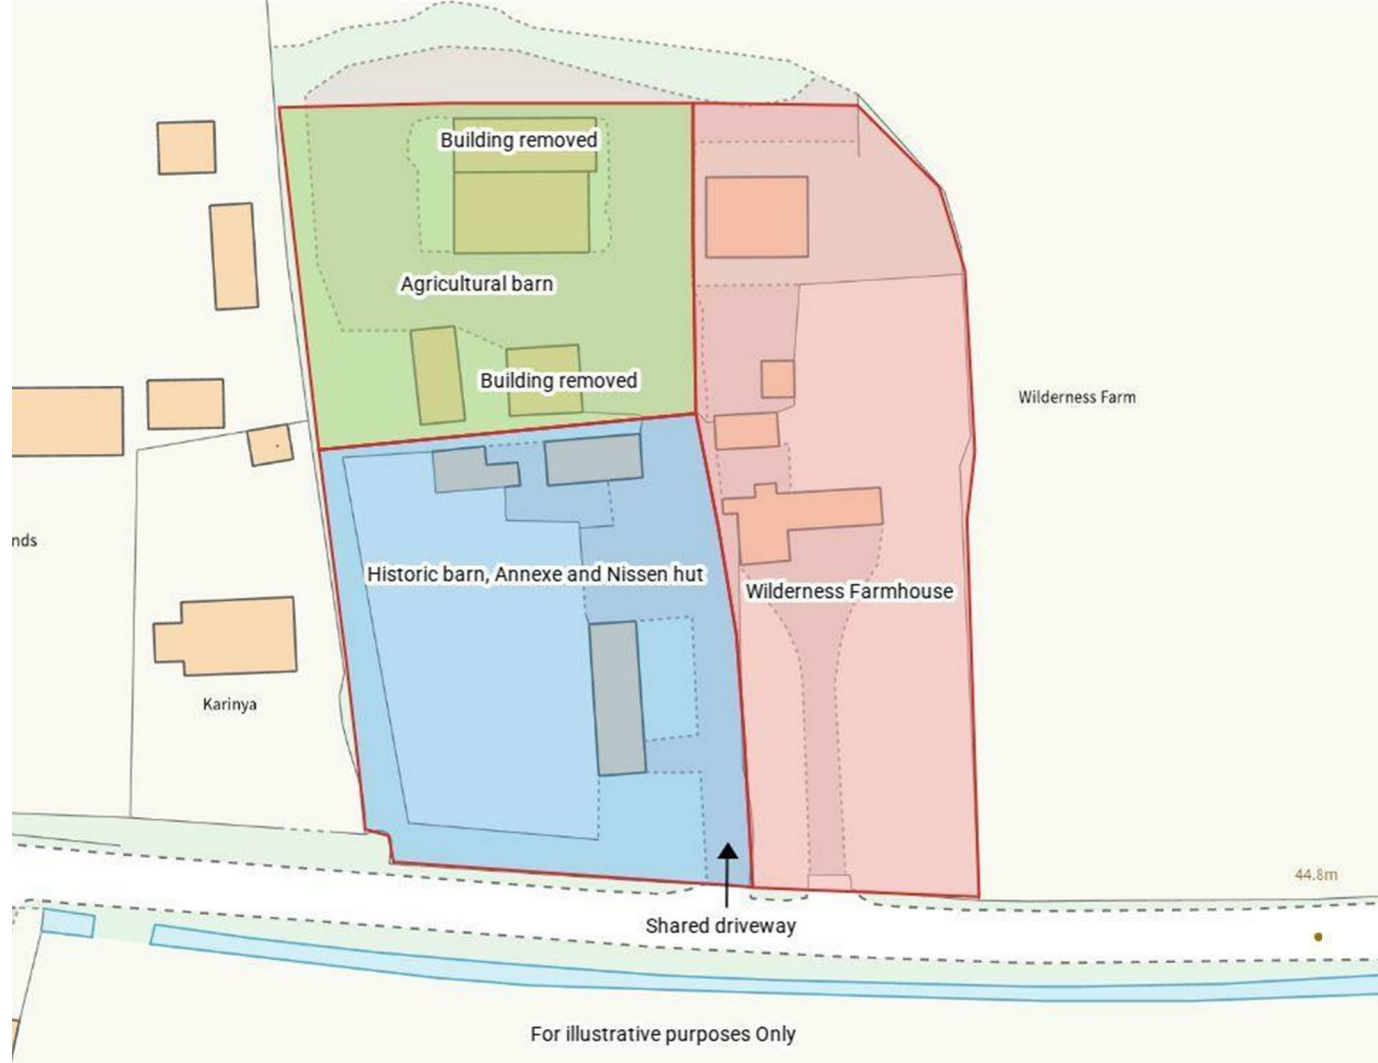 Building removed
Agricultural barn
Building removed
Wilderness Farm
nds
Historic barn, Annexe and Nissen hut
Wilderness Farmhouse
Karinya
44.8m
Shared driveway
For illustrative purposes Only